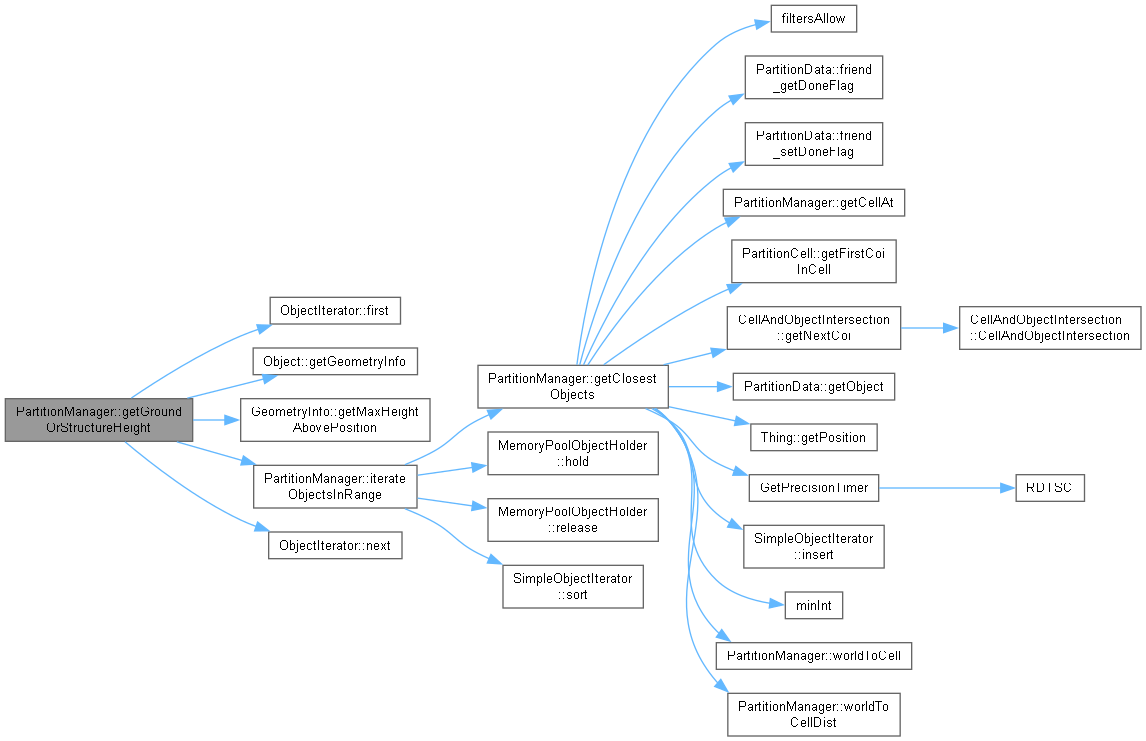 PartitionManager::getGround
OrStructureHeight
ObjectIterator::first
Object::getGeometryInfo
GeometryInfo::getMaxHeight
AbovePosition
PartitionManager::iterate
ObjectsInRange
ObjectIterator::next
PartitionManager::getClosest
Objects
MemoryPoolObjectHolder
::hold
MemoryPoolObjectHolder
::release
SimpleObjectIterator
::sort
filtersAllow
PartitionData::friend
_getDoneFlag
PartitionData::friend
_setDoneFlag
PartitionManager::getCellAt
PartitionCell::getFirstCoi
InCell
CellAndObjectIntersection
::getNextCoi
CellAndObjectIntersection
::CellAndObjectIntersection
PartitionData::getObject
Thing::getPosition
GetPrecisionTimer
RDTSC
SimpleObjectIterator
::insert
minInt
PartitionManager::worldToCell
PartitionManager::worldTo
CellDist